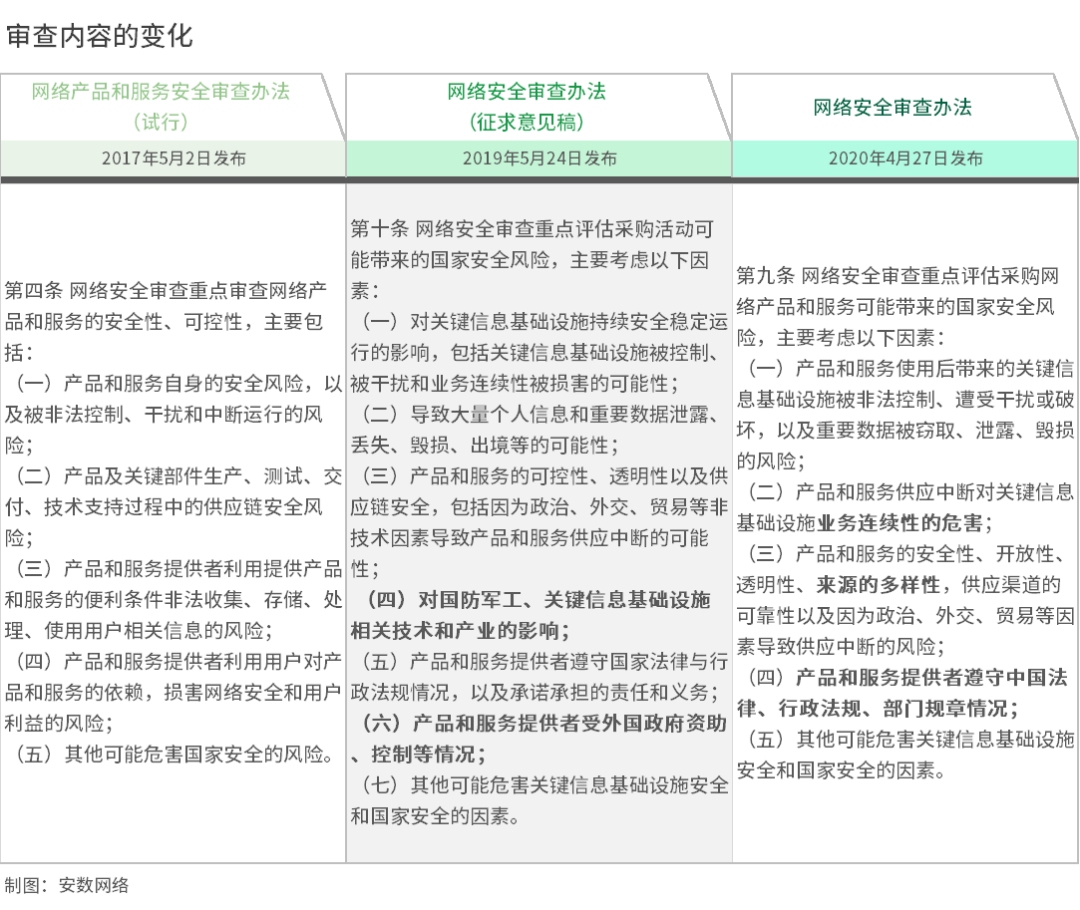 审查内容的变化
网络产品和服务安全审查办法
（试行）
2017年5月2日发布
第四条 网络安全审查重点审查网络产
品和服务的安全性、可控性，主要包
括：
（一）产品和服务自身的安全风险，以
及被非法控制、干扰和中断运行的风
险；
（二）产品及关键部件生产、测试、交
付、技术支持过程中的供应链安全风
险；
（三）产品和服务提供者利用提供产品
和服务的便利条件非法收集、存储、处
理、使用用户相关信息的风险；
（四）产品和服务提供者利用用户对产
品和服务的依赖，损害网络安全和用户
利益的风险；
（五）其他可能危害国家安全的风险。
网络安全审查办法
（征求意见稿）
2019年5月24日发布
第十条 网络安全审查重点评估采购活动可
能带来的国家安全风险，主要考虑以下因
素：
（一）对关键信息基础设施持续安全稳定运
行的影响，包括关键信息基础设施被控制、
被干扰和业务连续性被损害的可能性；
（二）导致大量个人信息和重要数据泄露、
丢失、毁损、出境等的可能性；
（三）产品和服务的可控性、透明性以及供
应链安全，包括因为政治、外交、贸易等非
技术因素导致产品和服务供应中断的可能
性；
（四）对国防军工、关键信息基础设施
相关技术和产业的影响；
（五）产品和服务提供者遵守国家法律与行
政法规情况，以及承诺承担的责任和义务；
（六）产品和服务提供者受外国政府资助
、控制等情况；
（七）其他可能危害关键信息基础设施安全
和国家安全的因素。
网络安全审查办法
2020年4月27日发布
第九条 网络安全审查重点评估采购网
络产品和服务可能带来的国家安全风
险，主要考虑以下因素：
（一）产品和服务使用后带来的关键信
息基础设施被非法控制、遭受干扰或破
坏，以及重要数据被窃取、泄露、毁损
的风险；
（二）产品和服务供应中断对关键信息
基础设施业务连续性的危害；
（三）产品和服务的安全性、开放性、
透明性、来源的多样性，供应渠道的
可靠性以及因为政治、外交、贸易等因
素导致供应中断的风险；
（四）产品和服务提供者遵守中国法
律、行政法规、部门规章情况；
（五）其他可能危害关键信息基础设施
安全和国家安全的因素。
制图：安数网络